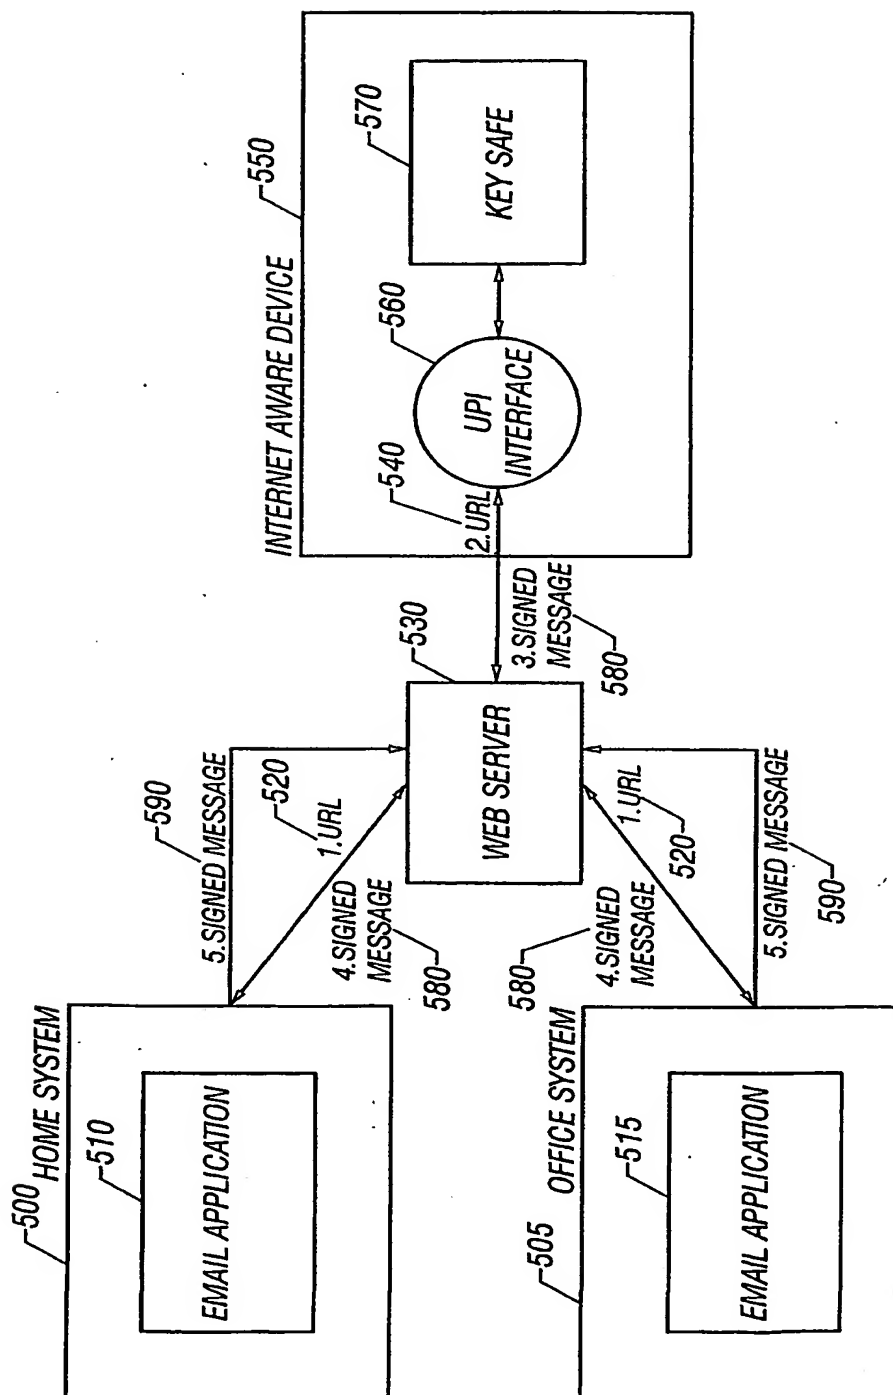 500
HOME SYSTEM
510
EMAIL APPLICATION
505
OFFICE SYSTEM
515
EMAIL APPLICATION
5.SIGNED MESSAGE
590
1.URL
520
4.SIGNED
MESSAGE
580
580
4.SIGNED
MESSAGE
1.URL
520
5.SIGNED MESSAGE
590
WEB SERVER
530
3.SIGNED
MESSAGE
580
2.URL
540
INTERNET AWARE DEVICE
550
UPI
INTERFACE
560
KEY SAFE
570